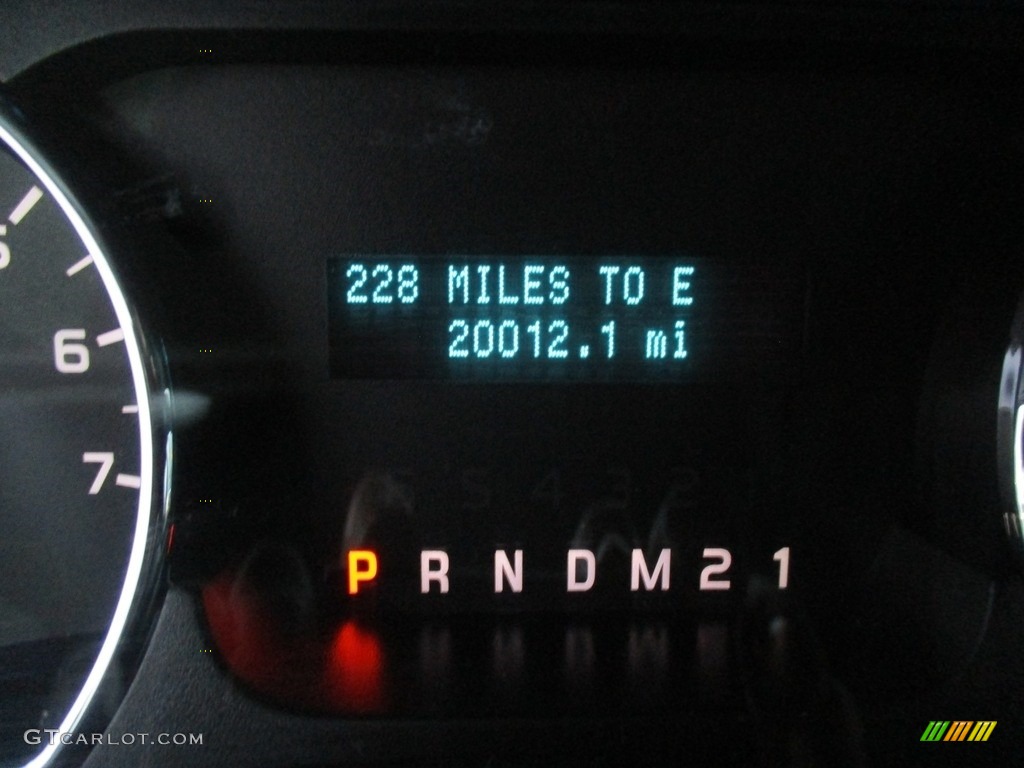 228 MILES TO E
20012.1 mi
5
6
7
P R N D M 2 1
GTCARLOT.COM